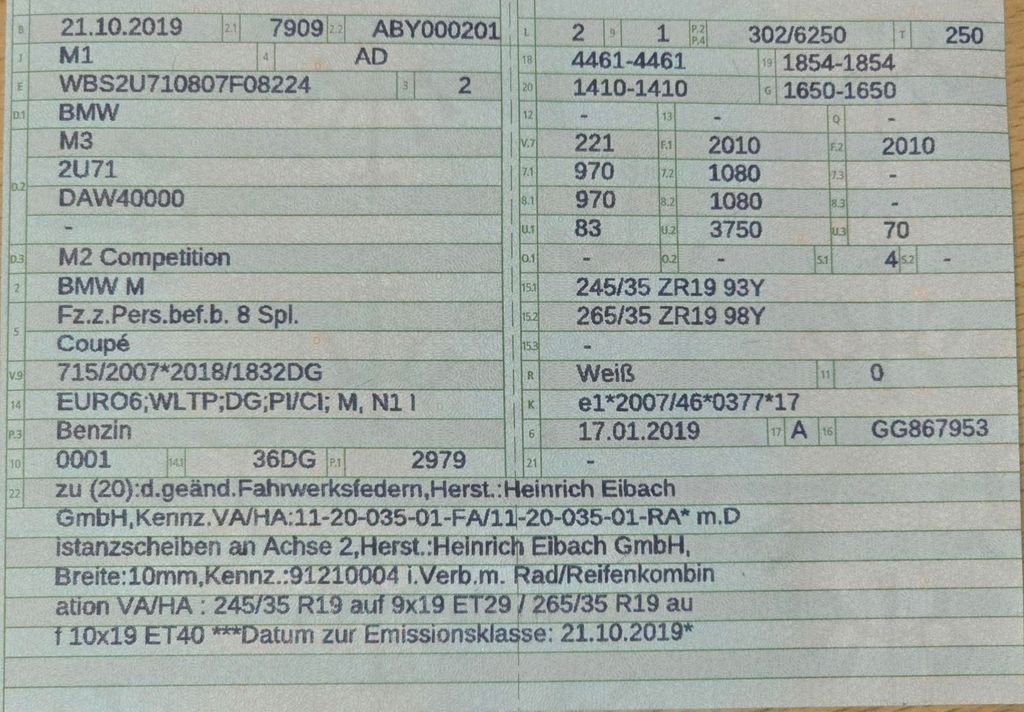 B 21.10.2019 2.1 7909 2.2 ABY000201
J M1 4 AD
E WBS2U710807F08224 3 2
D.1 BMW
M3
2U71
D.2 DAW40000
-
D.3 M2 Competition
2 BMW M
Fz.z.Pers.bef.b. 8 Spl.
5 Coupé
V.9 715/2007*2018/1832DG
14 EURO6;WLTP;DG;PI/CI; M, N1 I
P.3 Benzin
10 0001 14.1 36DG P.1 2979
L 2 9 1 P.2 P.4 302/6250 T 250
18 4461-4461 19 1854-1854
20 1410-1410 G 1650-1650
12 - 13 - Q -
V.7 221 F.1 2010 F.2 2010
7.1 970 7.2 1080 7.3 -
8.1 970 8.2 1080 8.3 -
U.1 83 U.2 3750 U.3 70
O.1 - O.2 - S.1 4 S.2 -
15.1 245/35 ZR19 93Y
15.2 265/35 ZR19 98Y
15.3 -
R Weiß 11 0
K e1*2007/46*0377*17
6 17.01.2019 17 A 16 GG867953
21 -
22 zu (20):d.geänd.Fahrwerksfedern,Herst.:Heinrich Eibach
GmbH,Kennz.VA/HA:11-20-035-01-FA/11-20-035-01-RA* m.D
istanzscheiben an Achse 2,Herst.:Heinrich Eibach GmbH,
Breite:10mm,Kennz.:91210004 i.Verb.m. Rad/Reifenkombin
ation VA/HA : 245/35 R19 auf 9x19 ET29 / 265/35 R19 au
f 10x19 ET40 ***Datum zur Emissionsklasse: 21.10.2019*